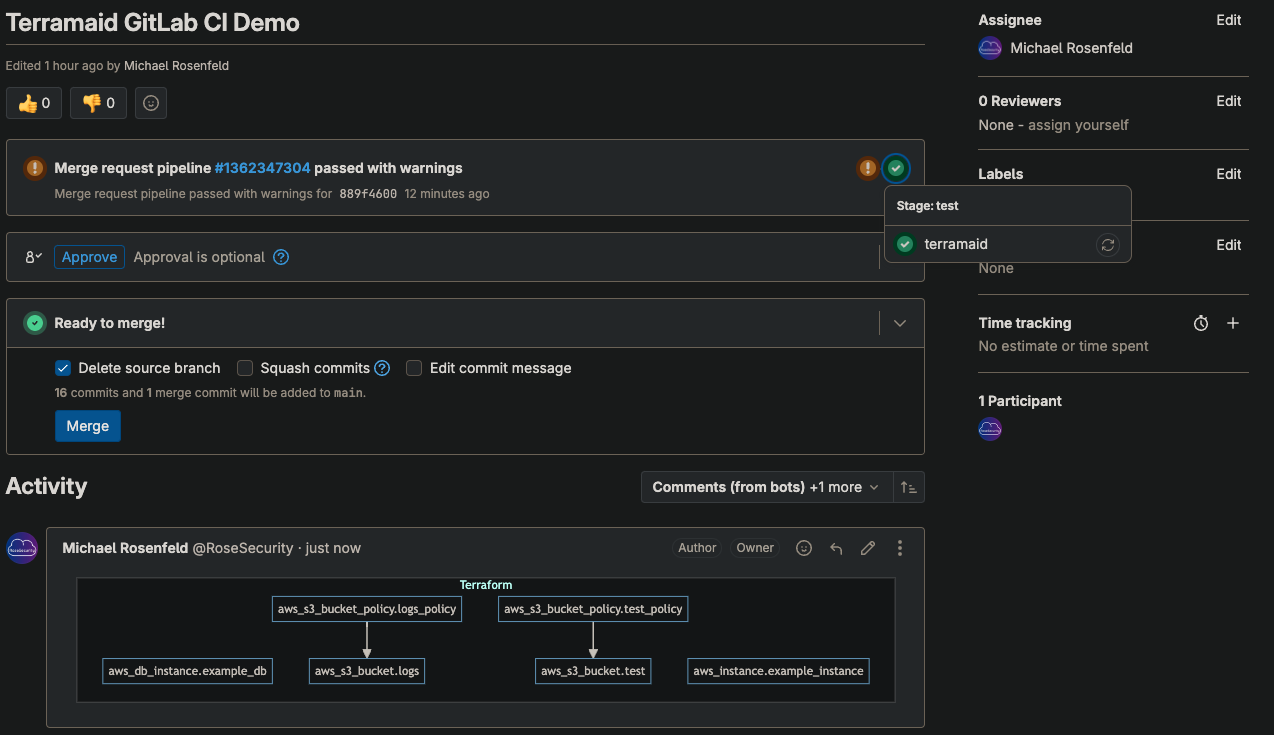 Terramaid GitLab CI Demo
Edited 1 hour ago by Michael Rosenfeld
👍 0 👎 0
Merge request pipeline #1362347304 passed with warnings
Merge request pipeline passed with warnings for 889f4600 12 minutes ago
Stage: test
terramaid
Approve Approval is optional
Ready to merge!
Delete source branch Squash commits Edit commit message
16 commits and 1 merge commit will be added to main.
Merge
Activity
Comments (from bots) +1 more
Michael Rosenfeld @RoseSecurity · just now Author Owner
Terraform
aws_s3_bucket_policy.logs_policy aws_s3_bucket_policy.test_policy
aws_db_instance.example_db aws_s3_bucket.logs aws_s3_bucket.test aws_instance.example_instance
Assignee Edit
Michael Rosenfeld
0 Reviewers Edit
None - assign yourself
Labels Edit
Edit
None
Time tracking
No estimate or time spent
1 Participant